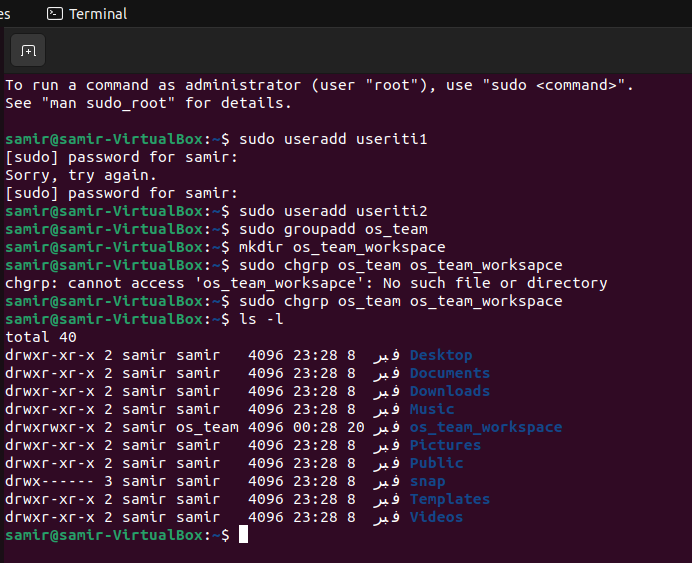 es Terminal
To run a command as administrator (user "root"), use "sudo <command>".
See "man sudo_root" for details.
samir@samir-VirtualBox:~$ sudo useradd useriti1
[sudo] password for samir:
Sorry, try again.
[sudo] password for samir:
samir@samir-VirtualBox:~$ sudo useradd useriti2
samir@samir-VirtualBox:~$ sudo groupadd os_team
samir@samir-VirtualBox:~$ mkdir os_team_workspace
samir@samir-VirtualBox:~$ sudo chgrp os_team os_team_worksapce
chgrp: cannot access 'os_team_worksapce': No such file or directory
samir@samir-VirtualBox:~$ sudo chgrp os_team os_team_workspace
samir@samir-VirtualBox:~$ ls -l
total 40
drwxr-xr-x 2 samir samir 4096 23:28 8 فبر Desktop
drwxr-xr-x 2 samir samir 4096 23:28 8 فبر Documents
drwxr-xr-x 2 samir samir 4096 23:28 8 فبر Downloads
drwxr-xr-x 2 samir samir 4096 23:28 8 فبر Music
drwxrwxr-x 2 samir os_team 4096 00:28 20 فبر os_team_workspace
drwxr-xr-x 2 samir samir 4096 23:28 8 فبر Pictures
drwxr-xr-x 2 samir samir 4096 23:28 8 فبر Public
drwx------ 3 samir samir 4096 23:28 8 فبر snap
drwxr-xr-x 2 samir samir 4096 23:28 8 فبر Templates
drwxr-xr-x 2 samir samir 4096 23:28 8 فبر Videos
samir@samir-VirtualBox:~$